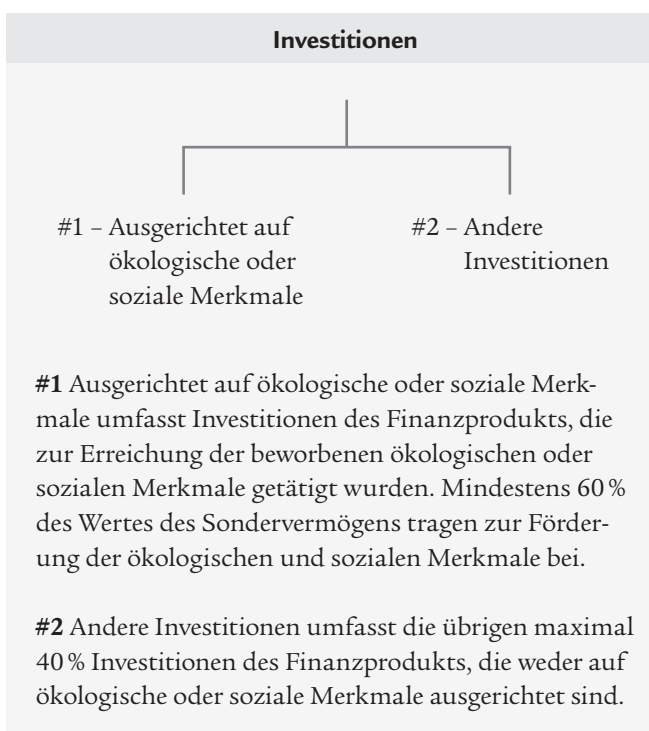 Investitionen
#1 – Ausgerichtet auf
ökologische oder
soziale Merkmale
#2 – Andere
Investitionen
#1 Ausgerichtet auf ökologische oder soziale Merk-
male umfasst Investitionen des Finanzprodukts, die
zur Erreichung der beworbenen ökologischen oder
sozialen Merkmale getätigt wurden. Mindestens 60 %
des Wertes des Sondervermögens tragen zur Förder-
ung der ökologischen und sozialen Merkmale bei.
#2 Andere Investitionen umfasst die übrigen maximal
40 % Investitionen des Finanzprodukts, die weder auf
ökologische oder soziale Merkmale ausgerichtet sind.